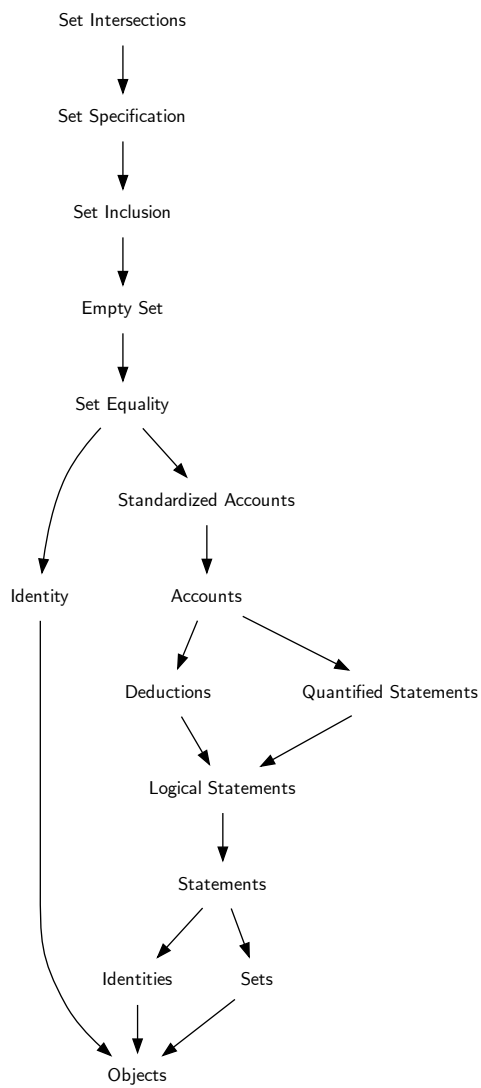 Set Intersections
Set Specification
Set Inclusion
Empty Set
Set Equality
Standardized Accounts
Identity
Accounts
Deductions
Quantified Statements
Logical Statements
Statements
Identities
Sets
Objects